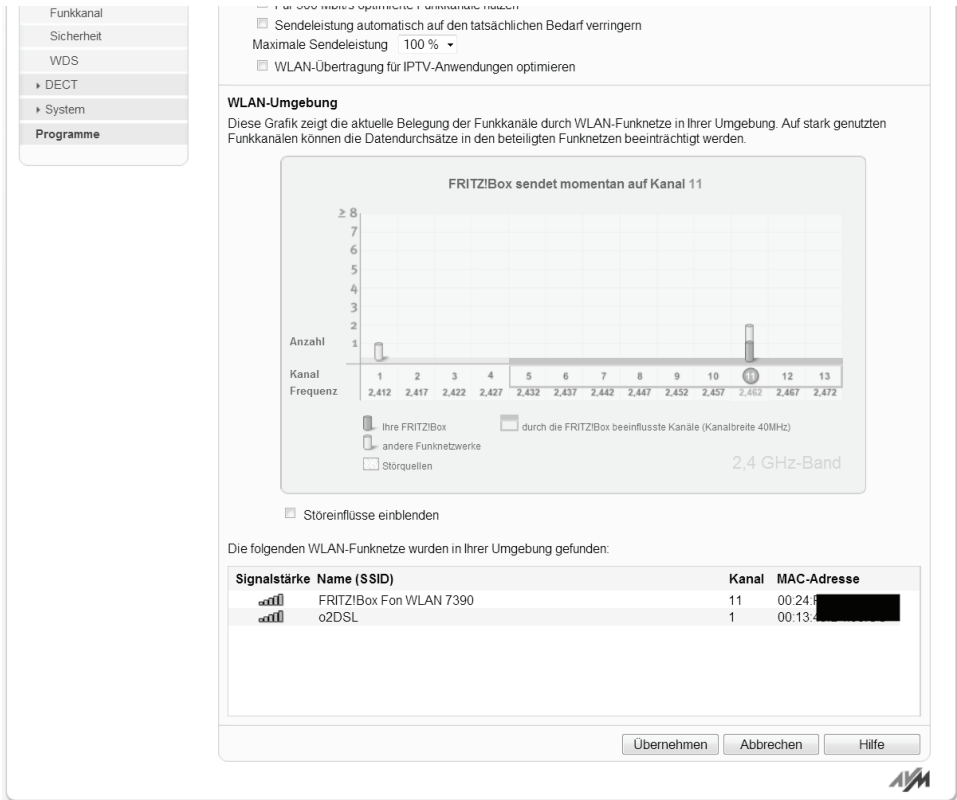 Funkkanal
Sicherheit
WDS
DECT
System
Programme
Für 300 Mbit/s optimierte Funkkanäle nutzen
Sendeleistung automatisch auf den tatsächlichen Bedarf verringern
Maximale Sendeleistung 100 %
WLAN-Übertragung für IPTV-Anwendungen optimieren
WLAN-Umgebung
Diese Grafik zeigt die aktuelle Belegung der Funkkanäle durch WLAN-Funknetze in Ihrer Umgebung. Auf stark genutzten
Funkkanälen können die Datendurchsätze in den beteiligten Funknetzen beeinträchtigt werden.
FRITZ!Box sendet momentan auf Kanal 11
≥ 8
7
6
5
4
3
2
Anzahl 1
Kanal 1 2 3 4 5 6 7 8 9 10 11 12 13
Frequenz 2,412 2,417 2,422 2,427 2,432 2,437 2,442 2,447 2,452 2,457 2,462 2,467 2,472
Ihre FRITZ!Box durch die FRITZ!Box beeinflusste Kanäle (Kanalbreite 40MHz)
andere Funknetzwerke
Störquellen
2,4 GHz-Band
Störeinflüsse einblenden
Die folgenden WLAN-Funknetze wurden in Ihrer Umgebung gefunden:
Signalstärke Name (SSID) Kanal MAC-Adresse
FRITZ!Box Fon WLAN 7390 11 00:24:
o2DSL 1 00:13:
Übernehmen Abbrechen Hilfe
AVM